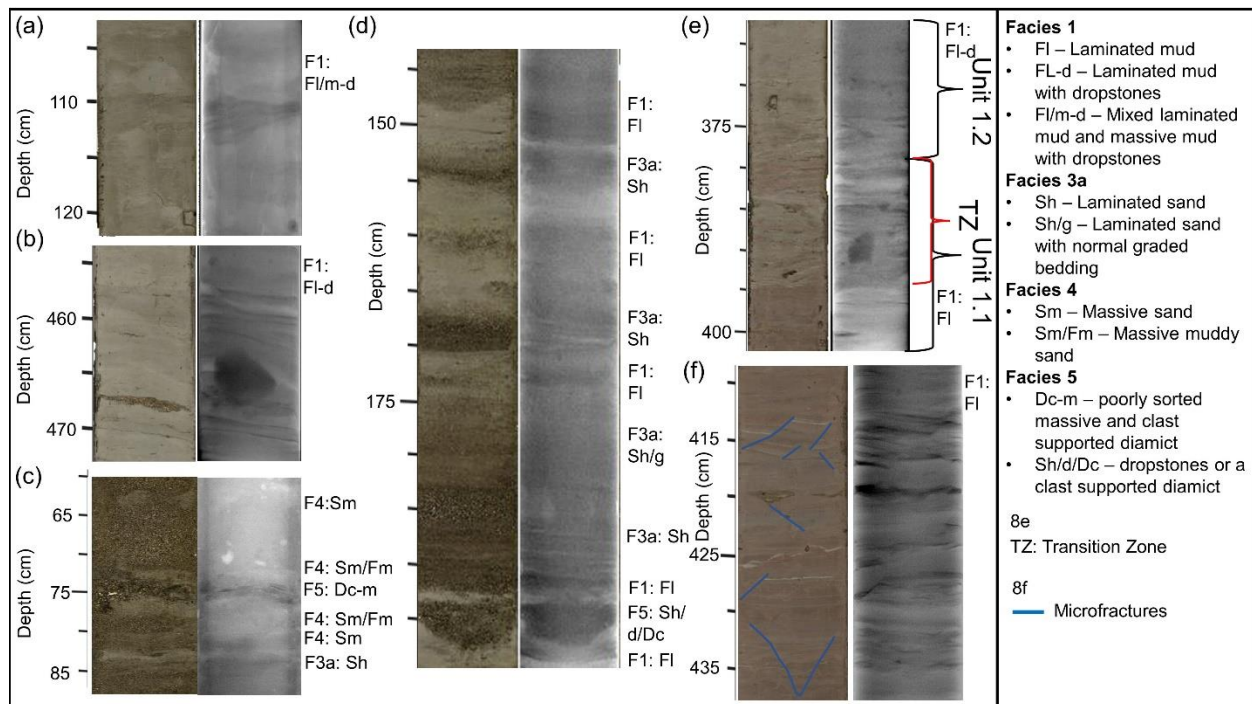 (a)
Depth (cm)
110
120
F1:
Fl/m-d
(b)
Depth (cm)
460
470
F1:
Fl-d
(c)
Depth (cm)
65
75
85
F4:Sm
F4: Sm/Fm
F5: Dc-m
F4: Sm/Fm
F4: Sm
F3a: Sh
(d)
Depth (cm)
150
175
F1:
Fl
F3a:
Sh
F1:
Fl
F3a:
Sh
F1:
Fl
F3a:
Sh/g
F3a: Sh
F1: Fl
F5: Sh/
d/Dc
F1: Fl
(e)
Depth (cm)
375
400
F1:
Fl-d
Unit 1.2
TZ
Unit 1.1
F1:
Fl
(f)
Depth (cm)
415
425
435
F1:
Fl
Facies 1
• Fl – Laminated mud
• FL-d – Laminated mud
with dropstones
• Fl/m-d – Mixed laminated
mud and massive mud
with dropstones
Facies 3a
• Sh – Laminated sand
• Sh/g – Laminated sand
with normal graded
bedding
Facies 4
• Sm – Massive sand
• Sm/Fm – Massive muddy
sand
Facies 5
• Dc-m – poorly sorted
massive and clast
supported diamict
• Sh/d/Dc – dropstones or a
clast supported diamict
8e
TZ: Transition Zone
8f
Microfractures